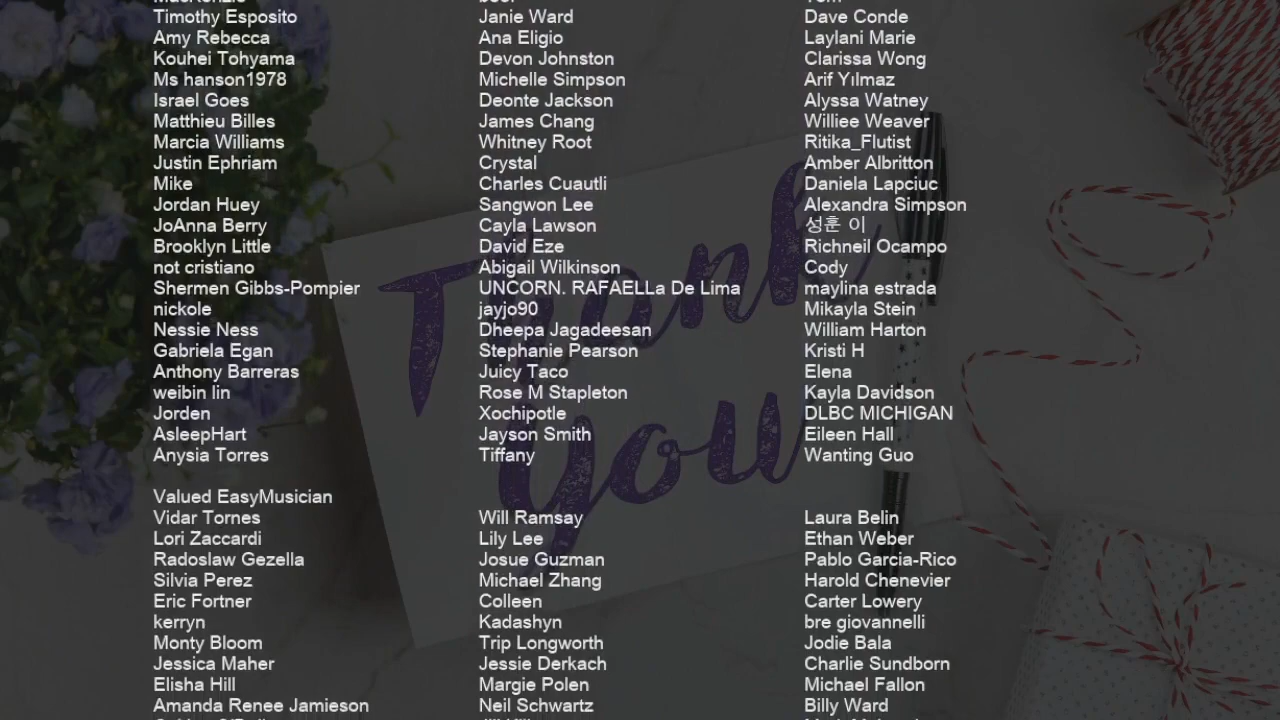 Timothy Esposito Janie Ward Dave Conde
Amy Rebecca Ana Eligio Laylani Marie
Kouhei Tohyama Devon Johnston Clarissa Wong
Ms hanson1978 Michelle Simpson Arif Yılmaz
Israel Goes Deonte Jackson Alyssa Watney
Matthieu Billes James Chang Williee Weaver
Marcia Williams Whitney Root Ritika_Flutist
Justin Ephriam Crystal Amber Albritton
Mike Charles Cuautli Daniela Lapciuc
Jordan Huey Sangwon Lee Alexandra Simpson
JoAnna Berry Cayla Lawson 성훈 이
Brooklyn Little David Eze Richneil Ocampo
not cristiano Abigail Wilkinson Cody
Shermen Gibbs-Pompier UNCORN. RAFAELLa De Lima maylina estrada
nickole jayjo90 Mikayla Stein
Nessie Ness Dheepa Jagadeesan William Harton
Gabriela Egan Stephanie Pearson Kristi H
Anthony Barreras Juicy Taco Elena
weibin lin Rose M Stapleton Kayla Davidson
Jorden Xochipotle DLBC MICHIGAN
AsleepHart Jayson Smith Eileen Hall
Anysia Torres Tiffany Wanting Guo
Valued EasyMusician
Vidar Tornes Will Ramsay Laura Belin
Lori Zaccardi Lily Lee Ethan Weber
Radoslaw Gezella Josue Guzman Pablo Garcia-Rico
Silvia Perez Michael Zhang Harold Chenevier
Eric Fortner Colleen Carter Lowery
kerryn Kadashyn bre giovannelli
Monty Bloom Trip Longworth Jodie Bala
Jessica Maher Jessie Derkach Charlie Sundborn
Elisha Hill Margie Polen Michael Fallon
Amanda Renee Jamieson Neil Schwartz Billy Ward
Thank
you